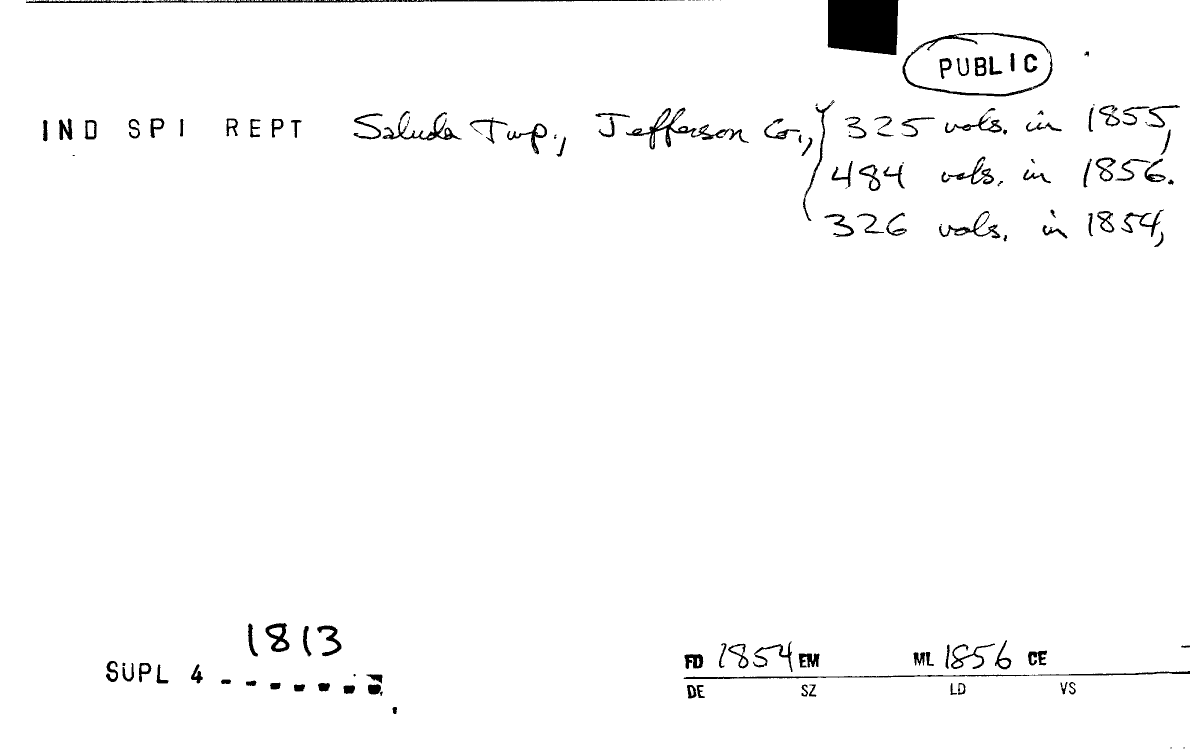 PUBLIC
IND SPI REPT Saluda Twp., Jefferson Co., 325 vols. in 1855,
484 vols. in 1856.
326 vols. in 1854,
1813
SUPL 4
FD 1854 EM ML 1856 CE
DE SZ LD VS